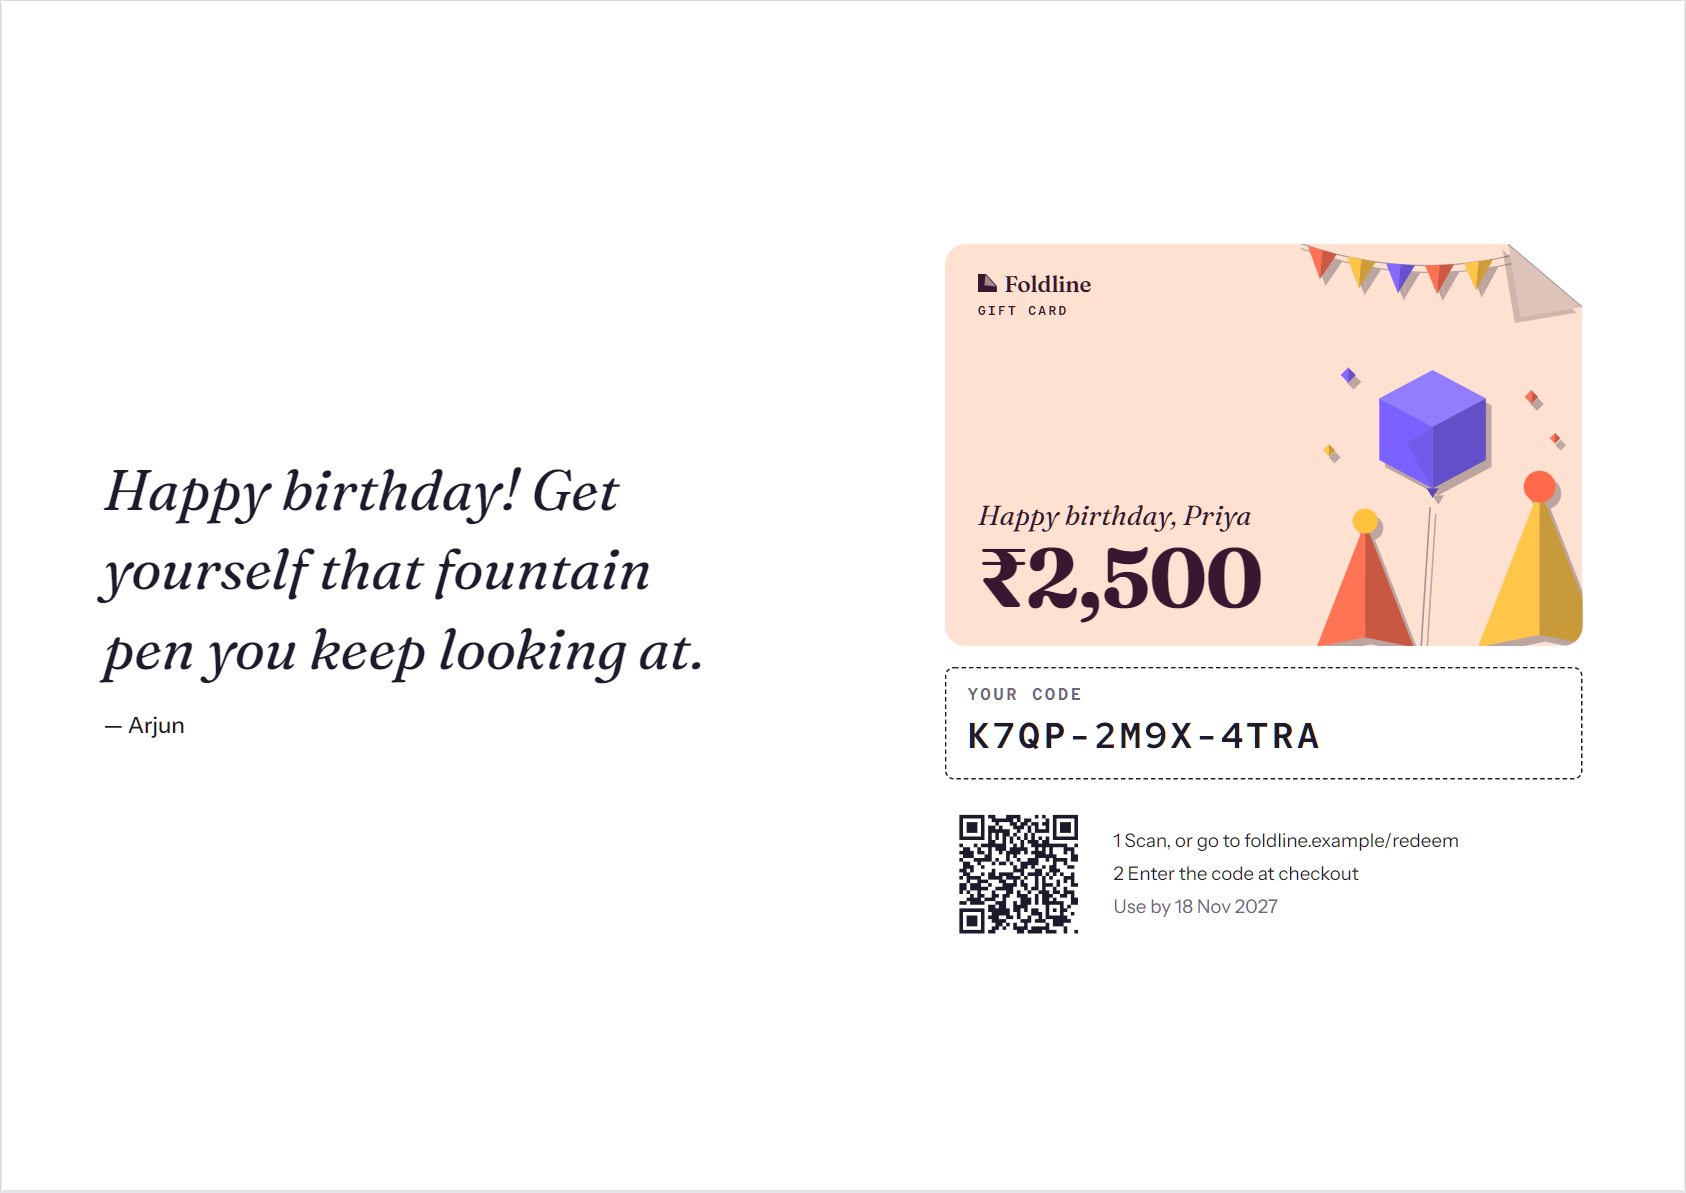 Happy birthday! Get
yourself that fountain
pen you keep looking at.
— Arjun
Foldline
GIFT CARD
Happy birthday, Priya
₹2,500
YOUR CODE
K7QP-2M9X-4TRA
1 Scan, or go to foldline.example/redeem
2 Enter the code at checkout
Use by 18 Nov 2027